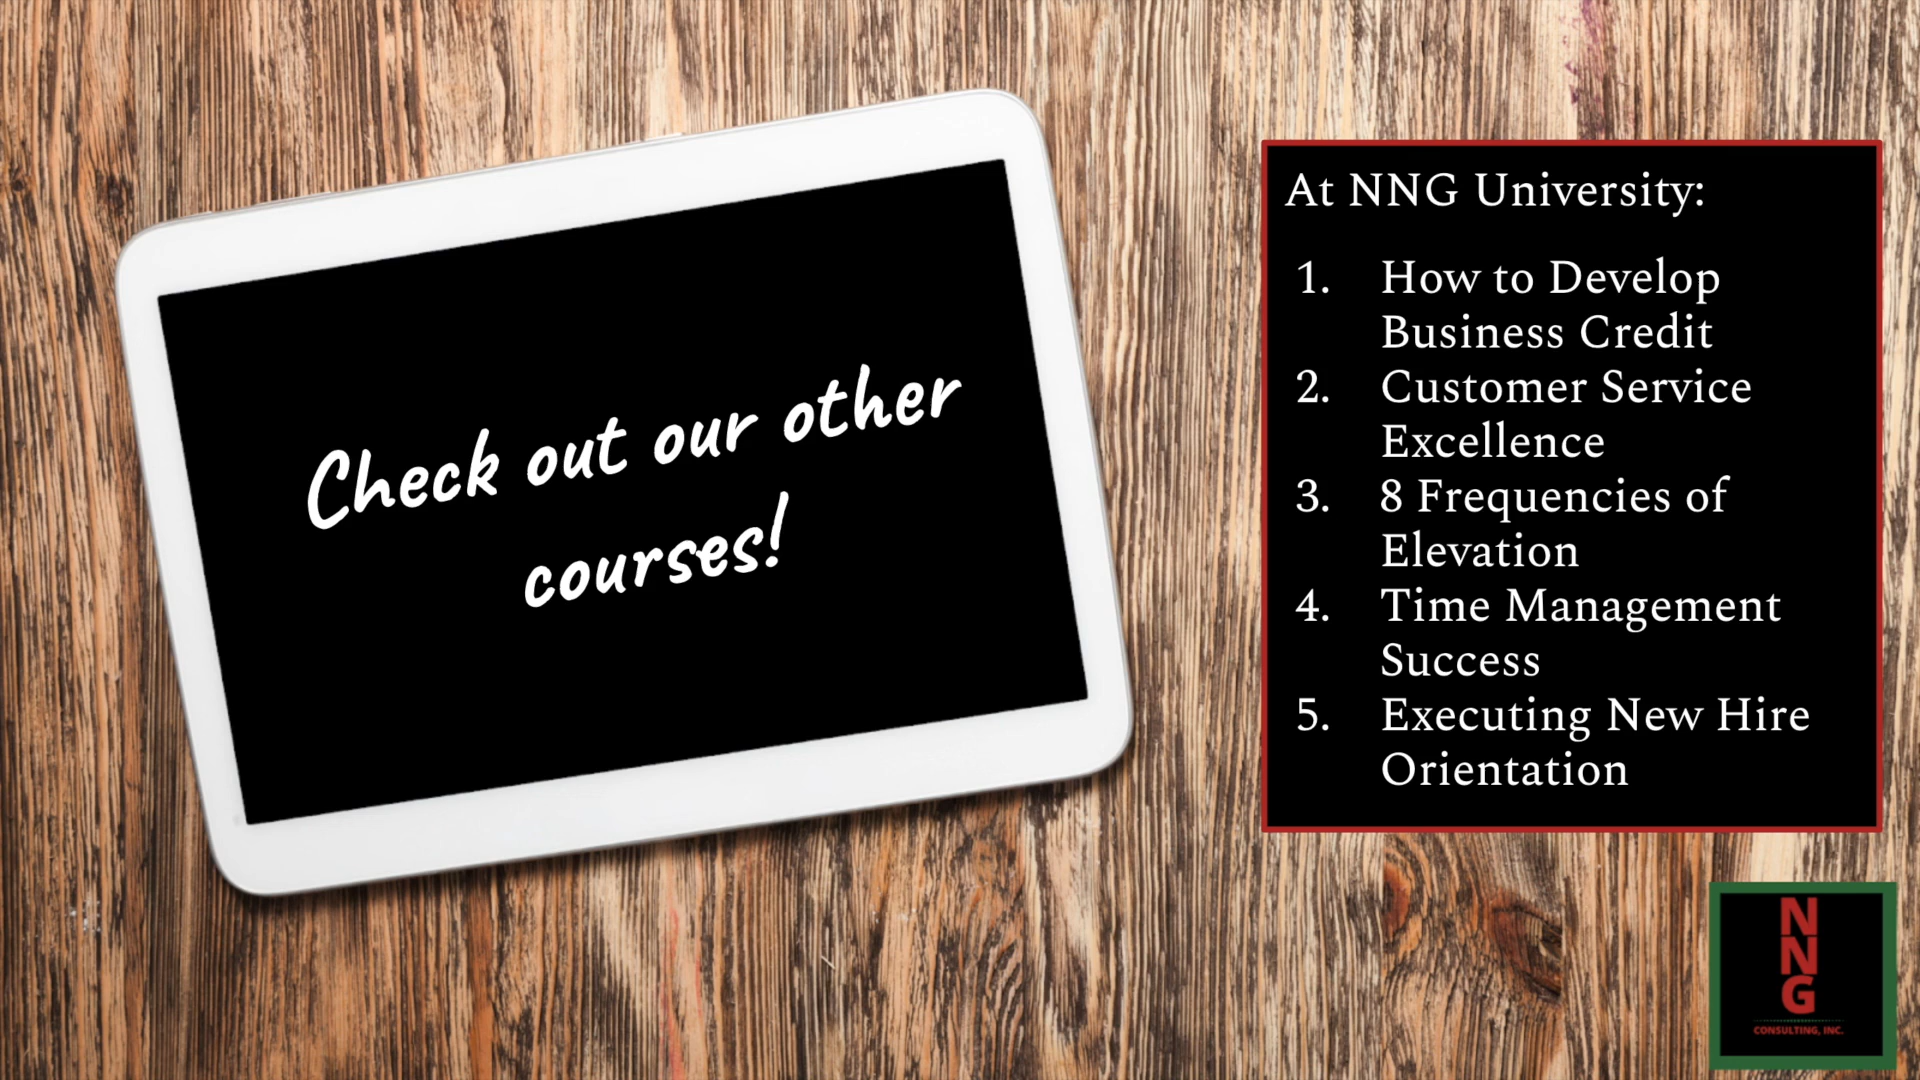 Check out our other
courses!
At NNG University:
1. How to Develop
Business Credit
2. Customer Service
Excellence
3. 8 Frequencies of
Elevation
4. Time Management
Success
5. Executing New Hire
Orientation
N
N
G
CONSULTING, INC.